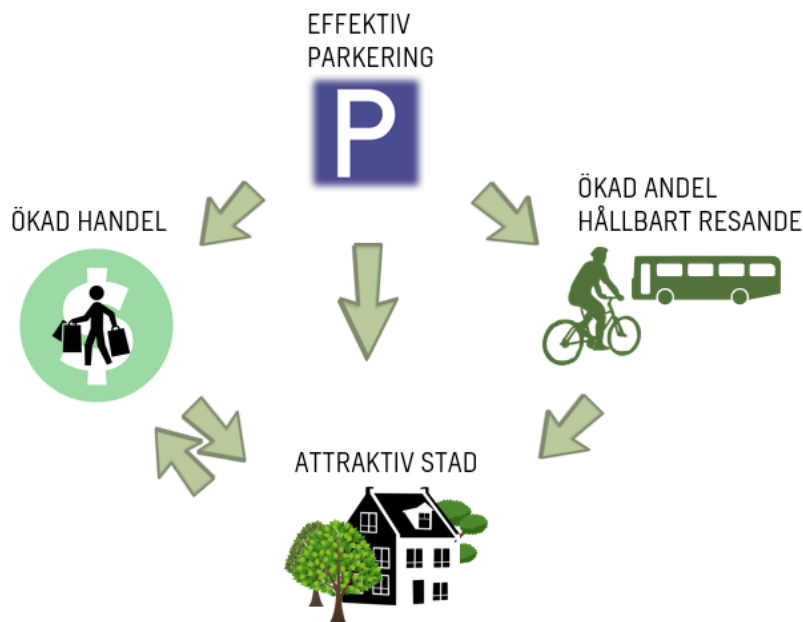 EFFEKTIV
PARKERING
P
ÖKAD ANDEL
HÅLLBART RESANDE
ÖKAD HANDEL
$
ATTRAKTIV STAD